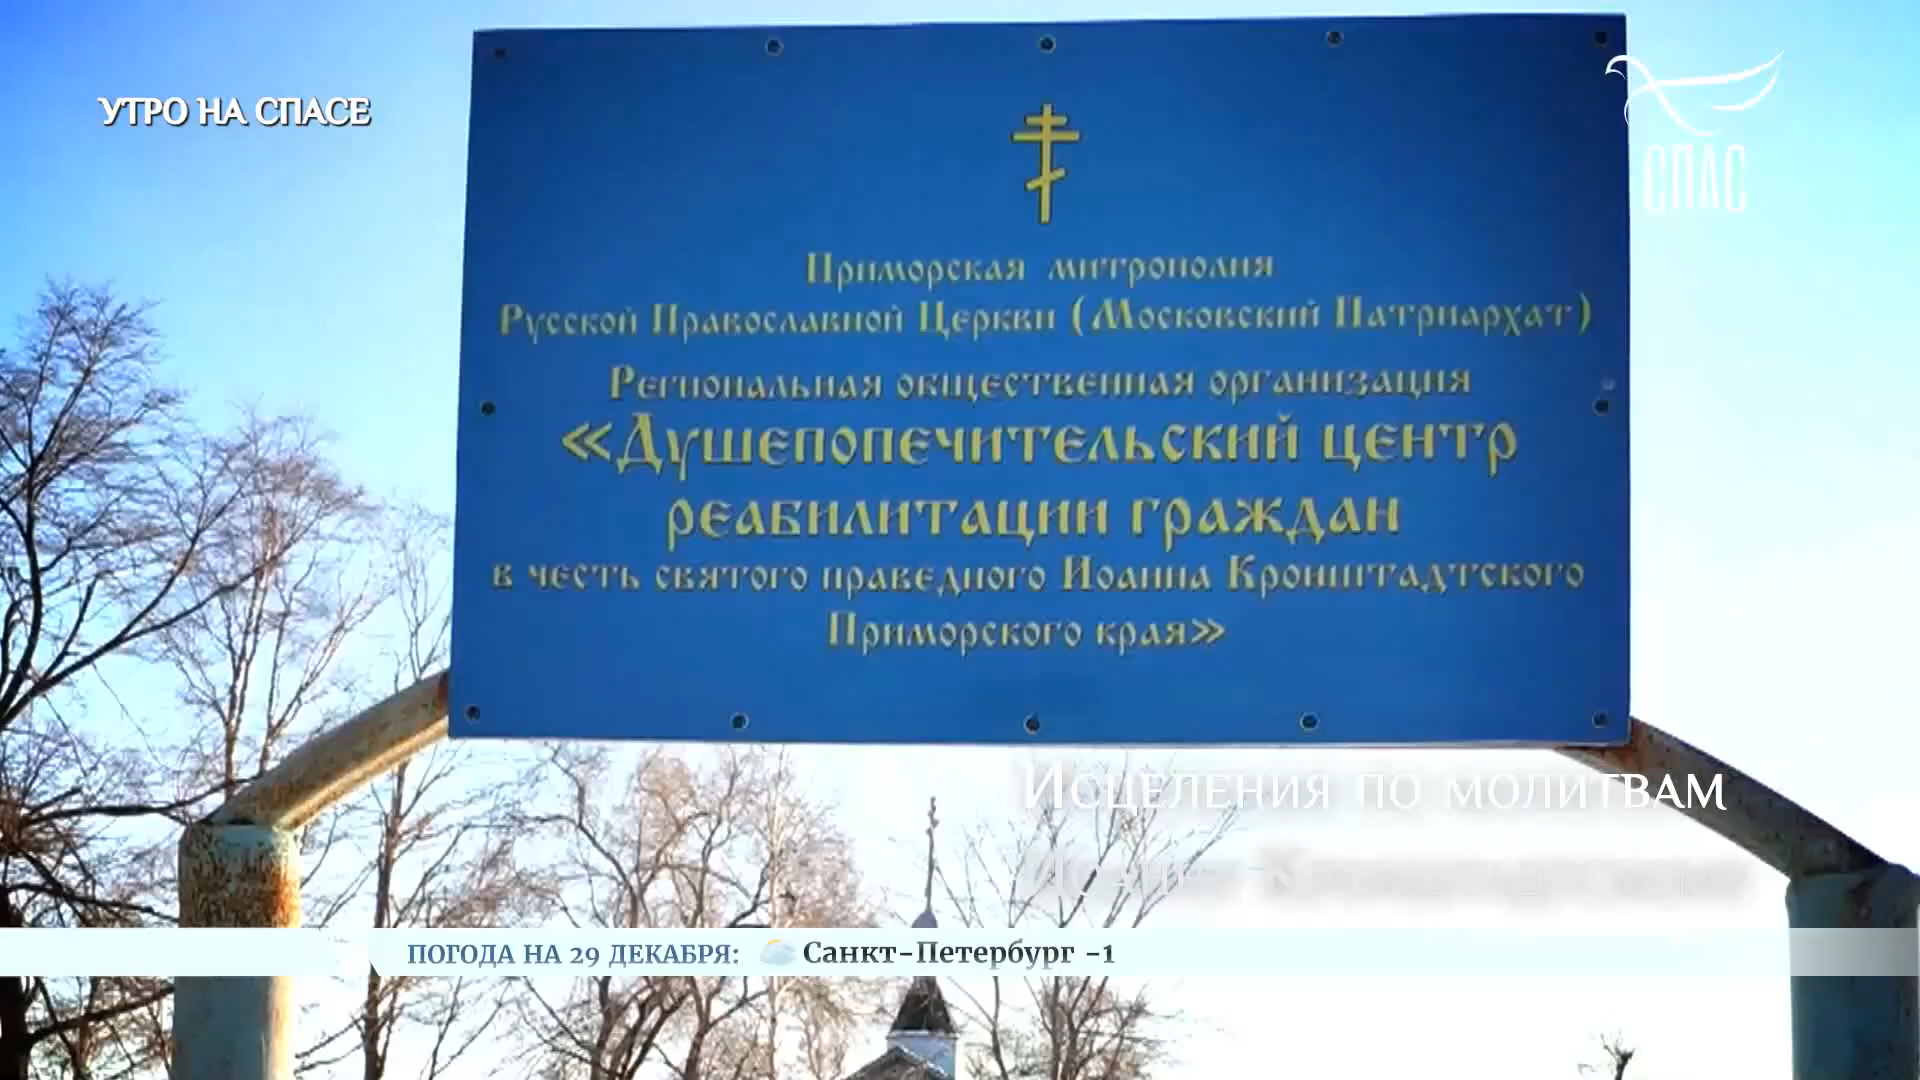 УТРО НА СПАСЕ
СПАС
Приморская митрополия
Русской Православной Церкви (Московский Патриархат)
Региональная общественная организация
«Душепопечительский центр
реабилитации граждан
в честь святого праведного Иоанна Кронштадтского
Приморского края»
Исцеления по молитвам
ПОГОДА НА 29 ДЕКАБРЯ: Санкт-Петербург -1